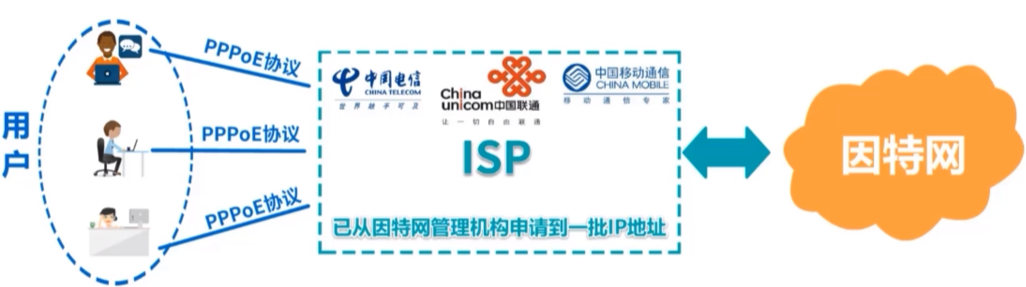 用户
PPPoE协议
PPPoE协议
PPPoE协议
中国电信
CHINA TELECOM
世界触手可及
China
unicom中国联通
让一切自由联通
中国移动通信
CHINA MOBILE
移动通信专家
ISP
已从因特网管理机构申请到一批IP地址
因特网